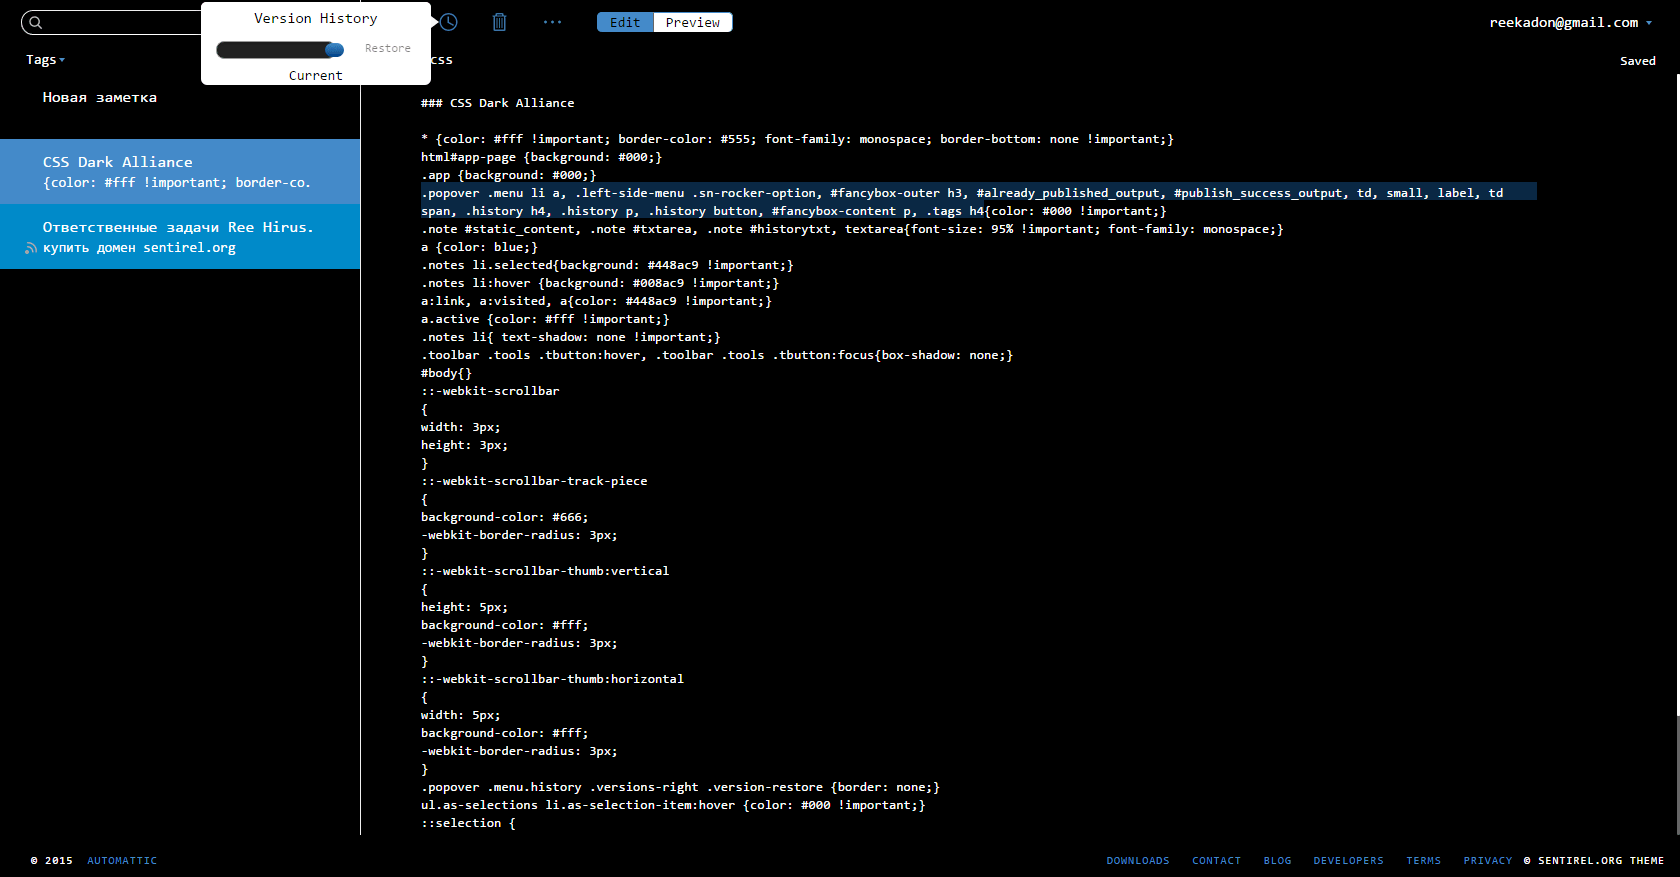 Version History
Restore
Current
Edit
Preview
reekadon@gmail.com
Tags
css
Saved
Новая заметка
CSS Dark Alliance
{color: #fff !important; border-co.
Ответственные задачи Ree Hirus.
купить домен sentirel.org
### CSS Dark Alliance
* {color: #fff !important; border-color: #555; font-family: monospace; border-bottom: none !important;}
html#app-page {background: #000;}
.app {background: #000;}
.popover .menu li a, .left-side-menu .sn-rocker-option, #fancybox-outer h3, #already_published_output, #publish_success_output, td, small, label, td
span, .history h4, .history p, .history button, #fancybox-content p, .tags h4{color: #000 !important;}
.note #static_content, .note #txtarea, .note #historytxt, textarea{font-size: 95% !important; font-family: monospace;}
a {color: blue;}
.notes li.selected{background: #448ac9 !important;}
.notes li:hover {background: #008ac9 !important;}
a:link, a:visited, a{color: #448ac9 !important;}
a.active {color: #fff !important;}
.notes li{ text-shadow: none !important;}
.toolbar .tools .tbutton:hover, .toolbar .tools .tbutton:focus{box-shadow: none;}
#body{}
::-webkit-scrollbar
{
width: 3px;
height: 3px;
}
::-webkit-scrollbar-track-piece
{
background-color: #666;
-webkit-border-radius: 3px;
}
::-webkit-scrollbar-thumb:vertical
{
height: 5px;
background-color: #fff;
-webkit-border-radius: 3px;
}
::-webkit-scrollbar-thumb:horizontal
{
width: 5px;
background-color: #fff;
-webkit-border-radius: 3px;
}
.popover .menu.history .versions-right .version-restore {border: none;}
ul.as-selections li.as-selection-item:hover {color: #000 !important;}
::selection {
© 2015 AUTOMATTIC
DOWNLOADS CONTACT BLOG DEVELOPERS TERMS PRIVACY © SENTIREL.ORG THEME